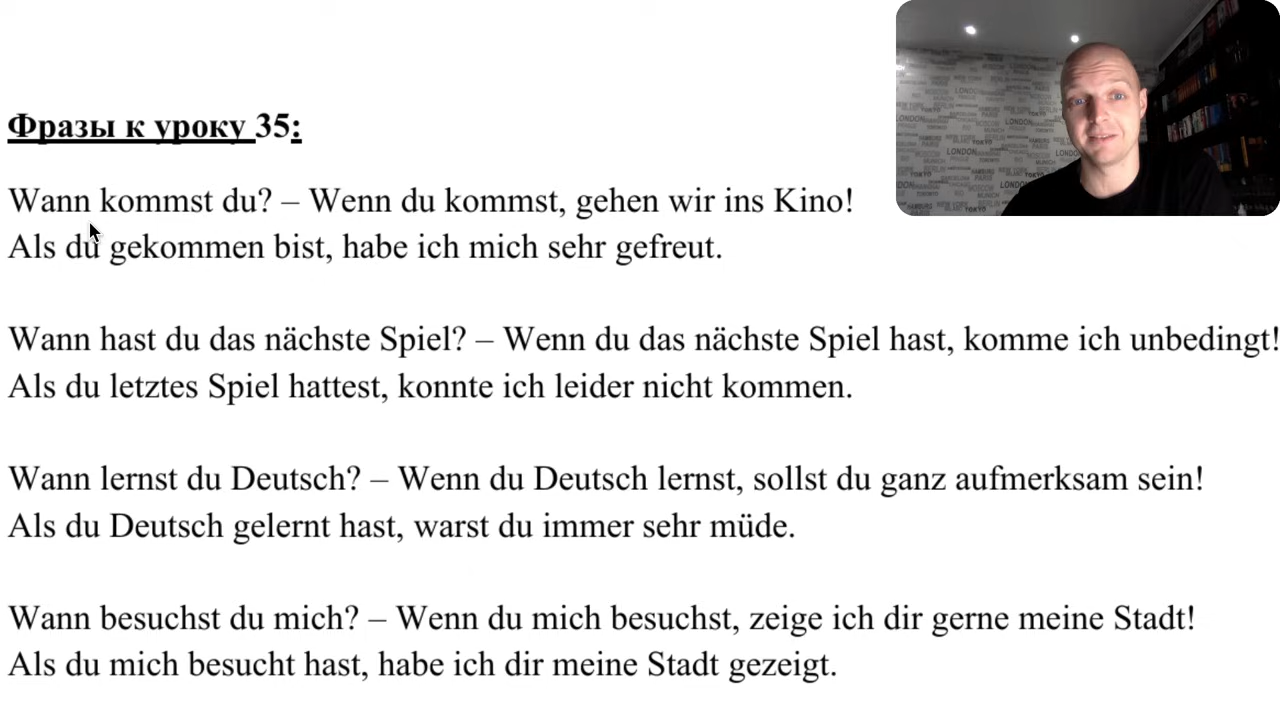 Фразы к уроку 35:
Wann kommst du? – Wenn du kommst, gehen wir ins Kino!
Als du gekommen bist, habe ich mich sehr gefreut.
Wann hast du das nächste Spiel? – Wenn du das nächste Spiel hast, komme ich unbedingt!
Als du letztes Spiel hattest, konnte ich leider nicht kommen.
Wann lernst du Deutsch? – Wenn du Deutsch lernst, sollst du ganz aufmerksam sein!
Als du Deutsch gelernt hast, warst du immer sehr müde.
Wann besuchst du mich? – Wenn du mich besuchst, zeige ich dir gerne meine Stadt!
Als du mich besucht hast, habe ich dir meine Stadt gezeigt.